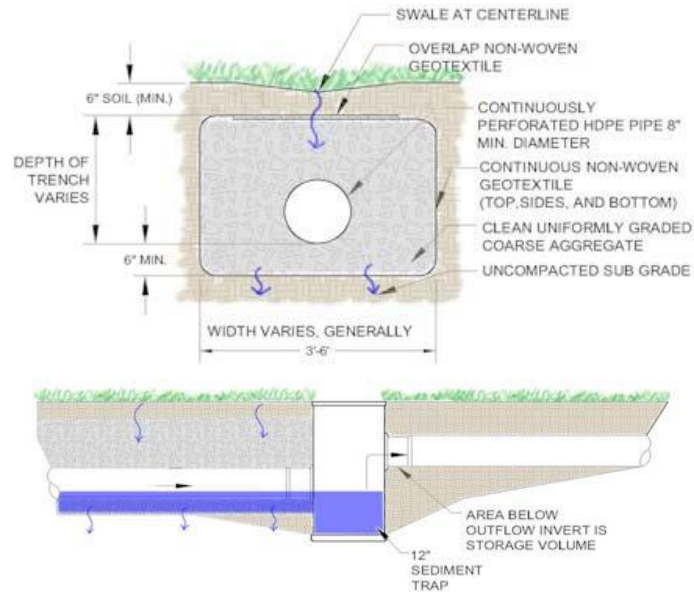 SWALE AT CENTERLINE
OVERLAP NON-WOVEN
GEOTEXTILE
6" SOIL (MIN.)
CONTINUOUSLY
PERFORATED HDPE PIPE 8"
MIN. DIAMETER
DEPTH OF
TRENCH
VARIES
CONTINUOUS NON-WOVEN
GEOTEXTILE
(TOP,SIDES, AND BOTTOM)
CLEAN UNIFORMLY GRADED
COARSE AGGREGATE
6" MIN.
UNCOMPACTED SUB GRADE
WIDTH VARIES, GENERALLY
3'-6'
AREA BELOW
OUTFLOW INVERT IS
STORAGE VOLUME
12"
SEDIMENT
TRAP